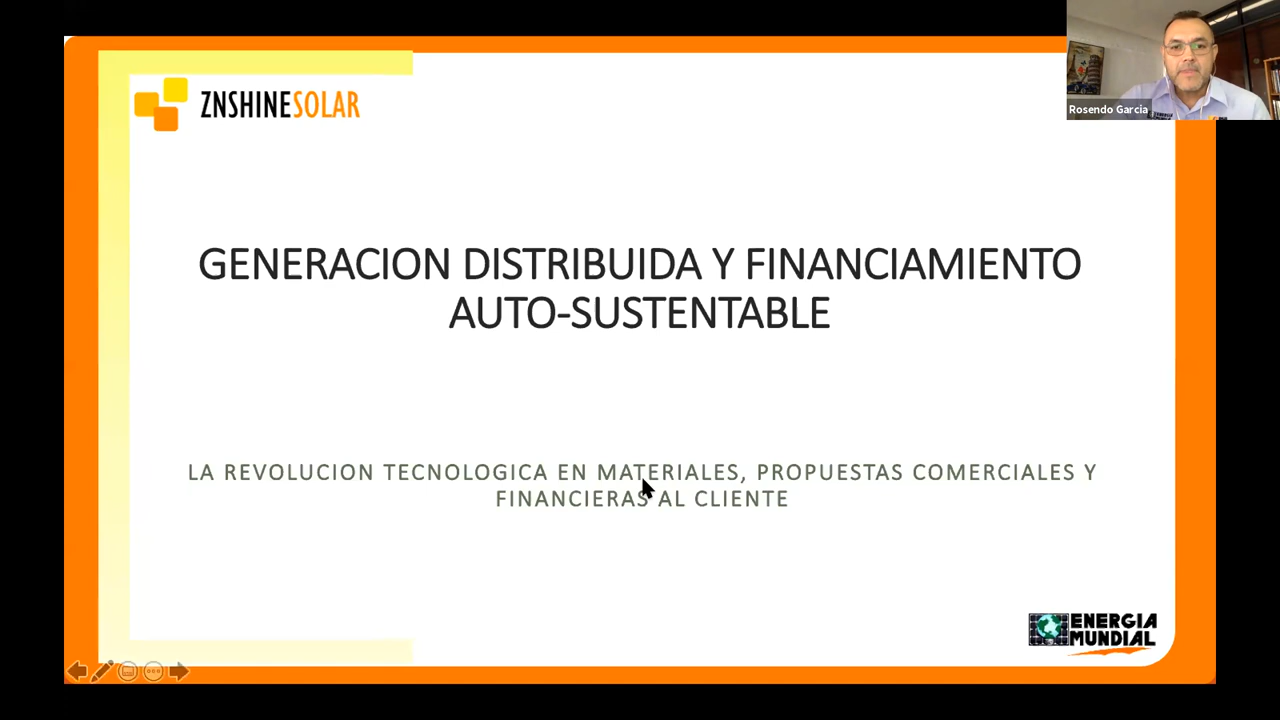 ZNSHINESOLAR
Rosendo Garcia
GENERACION DISTRIBUIDA Y FINANCIAMIENTO
AUTO-SUSTENTABLE
LA REVOLUCION TECNOLOGICA EN MATERIALES, PROPUESTAS COMERCIALES Y
FINANCIERAS AL CLIENTE
ENERGIA
MUNDIAL